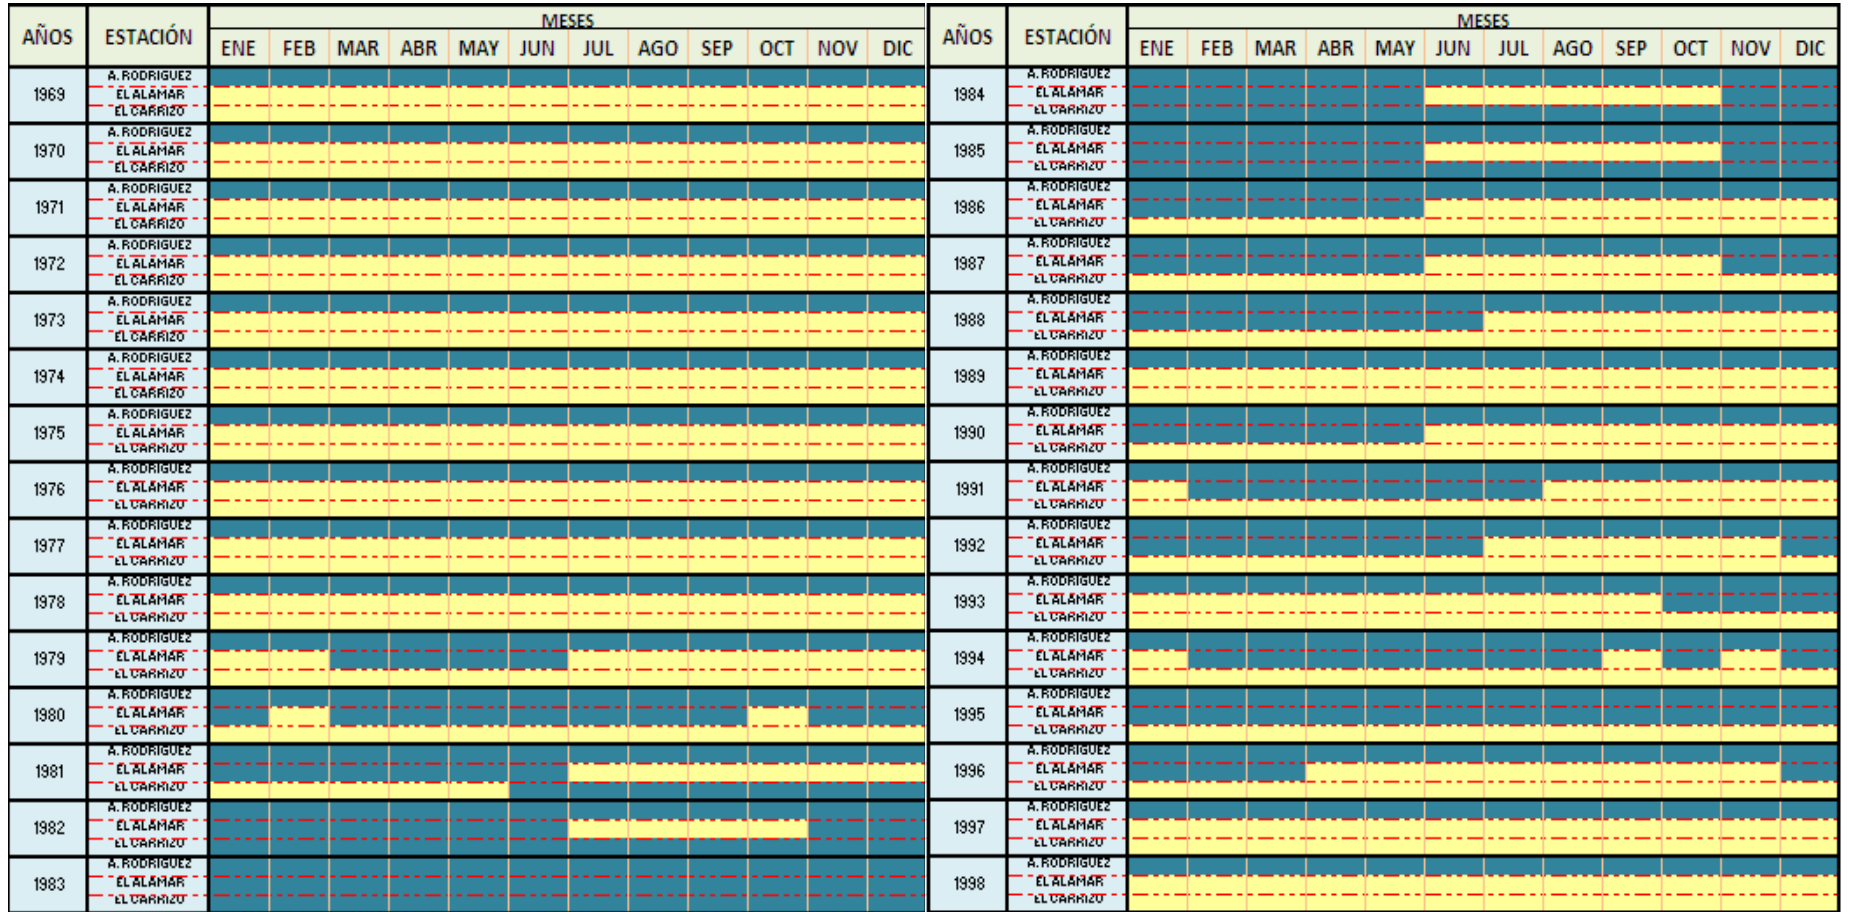 AÑOS ESTACIÓN MESES
ENE FEB MAR ABR MAY JUN JUL AGO SEP OCT NOV DIC
1969 A. RODRIGUEZ
EL ALAMAR
EL CARRIZO
1970 A. RODRIGUEZ
EL ALAMAR
EL CARRIZO
1971 A. RODRIGUEZ
EL ALAMAR
EL CARRIZO
1972 A. RODRIGUEZ
EL ALAMAR
EL CARRIZO
1973 A. RODRIGUEZ
EL ALAMAR
EL CARRIZO
1974 A. RODRIGUEZ
EL ALAMAR
EL CARRIZO
1975 A. RODRIGUEZ
EL ALAMAR
EL CARRIZO
1976 A. RODRIGUEZ
EL ALAMAR
EL CARRIZO
1977 A. RODRIGUEZ
EL ALAMAR
EL CARRIZO
1978 A. RODRIGUEZ
EL ALAMAR
EL CARRIZO
1979 A. RODRIGUEZ
EL ALAMAR
EL CARRIZO
1980 A. RODRIGUEZ
EL ALAMAR
EL CARRIZO
1981 A. RODRIGUEZ
EL ALAMAR
EL CARRIZO
1982 A. RODRIGUEZ
EL ALAMAR
EL CARRIZO
1983 A. RODRIGUEZ
EL ALAMAR
EL CARRIZO
AÑOS ESTACIÓN MESES
ENE FEB MAR ABR MAY JUN JUL AGO SEP OCT NOV DIC
1984 A. RODRIGUEZ
EL ALAMAR
EL CARRIZO
1985 A. RODRIGUEZ
EL ALAMAR
EL CARRIZO
1986 A. RODRIGUEZ
EL ALAMAR
EL CARRIZO
1987 A. RODRIGUEZ
EL ALAMAR
EL CARRIZO
1988 A. RODRIGUEZ
EL ALAMAR
EL CARRIZO
1989 A. RODRIGUEZ
EL ALAMAR
EL CARRIZO
1990 A. RODRIGUEZ
EL ALAMAR
EL CARRIZO
1991 A. RODRIGUEZ
EL ALAMAR
EL CARRIZO
1992 A. RODRIGUEZ
EL ALAMAR
EL CARRIZO
1993 A. RODRIGUEZ
EL ALAMAR
EL CARRIZO
1994 A. RODRIGUEZ
EL ALAMAR
EL CARRIZO
1995 A. RODRIGUEZ
EL ALAMAR
EL CARRIZO
1996 A. RODRIGUEZ
EL ALAMAR
EL CARRIZO
1997 A. RODRIGUEZ
EL ALAMAR
EL CARRIZO
1998 A. RODRIGUEZ
EL ALAMAR
EL CARRIZO